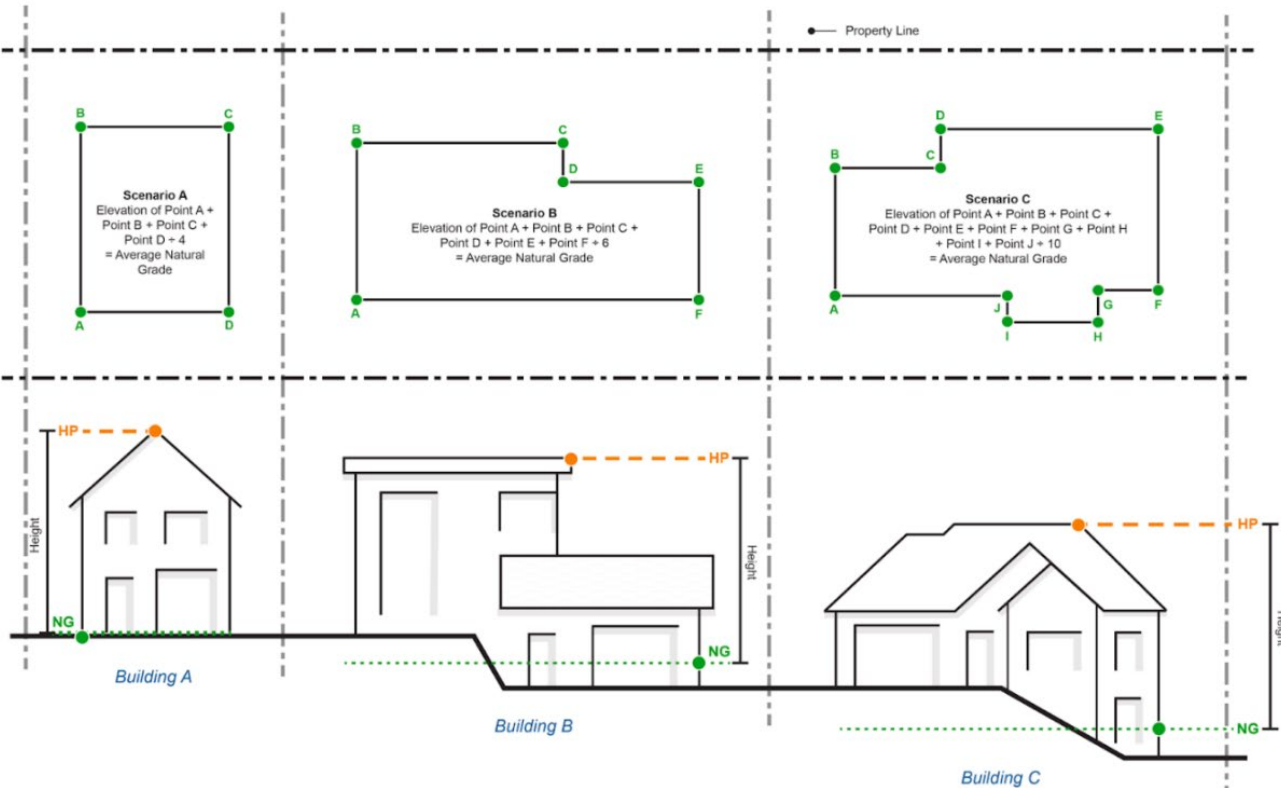 Property Line
B
C
A
D
Scenario A
Elevation of Point A +
Point B + Point C +
Point D ÷ 4
= Average Natural
Grade
B
C
D
E
A
F
Scenario B
Elevation of Point A + Point B + Point C +
Point D + Point E + Point F ÷ 6
= Average Natural Grade
D
E
B
C
Scenario C
Elevation of Point A + Point B + Point C +
Point D + Point E + Point F + Point G + Point H
+ Point I + Point J ÷ 10
= Average Natural Grade
A
J
G
F
I
H
HP
Height
NG
Building A
HP
Height
NG
Building B
HP
Height
NG
Building C